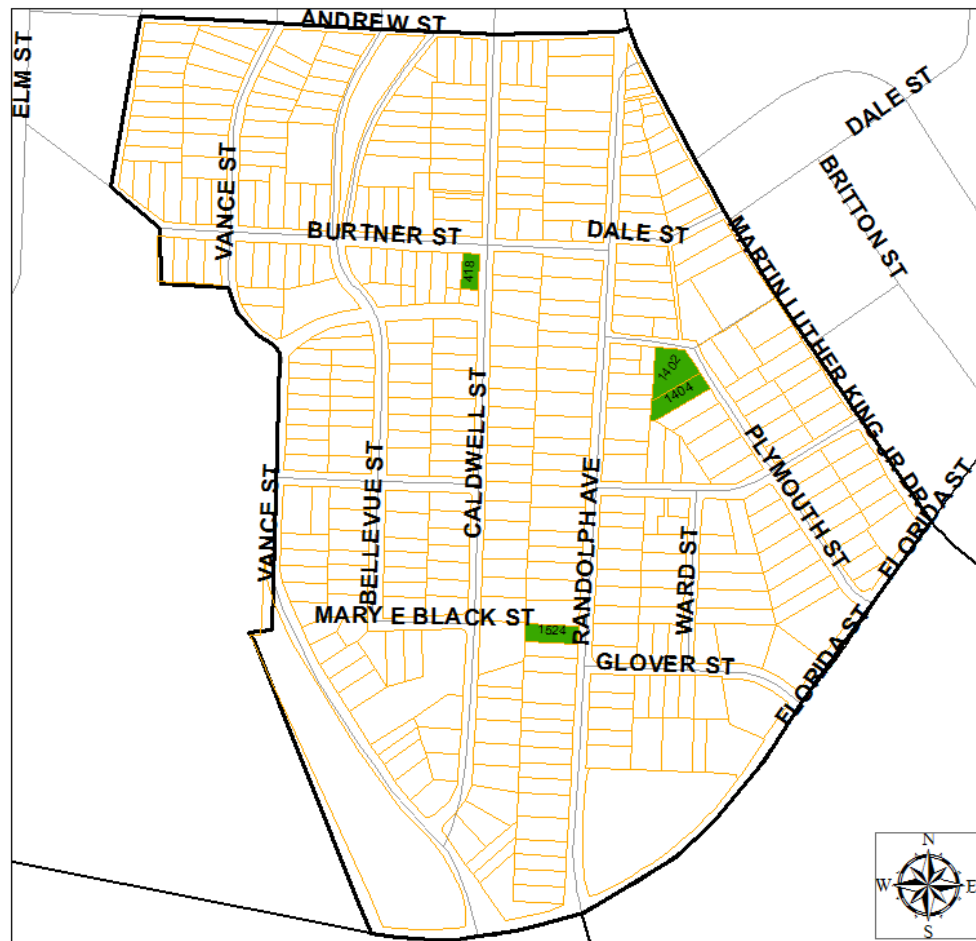 ANDREW ST
ELM ST
DALE ST
BRITTON ST
VANCE ST
BURTNER ST
DALE ST
MARTIN LUTHER KING JR DR
418
1402
1404
CALDWELL ST
PLYMOUTH ST
BELLEVUE ST
VANCE ST
RANDOLPH AVE
FLORIDA ST
WARD ST
MARY E BLACK ST
1524
GLOVER ST
FLORIDA ST
N
W
E
S